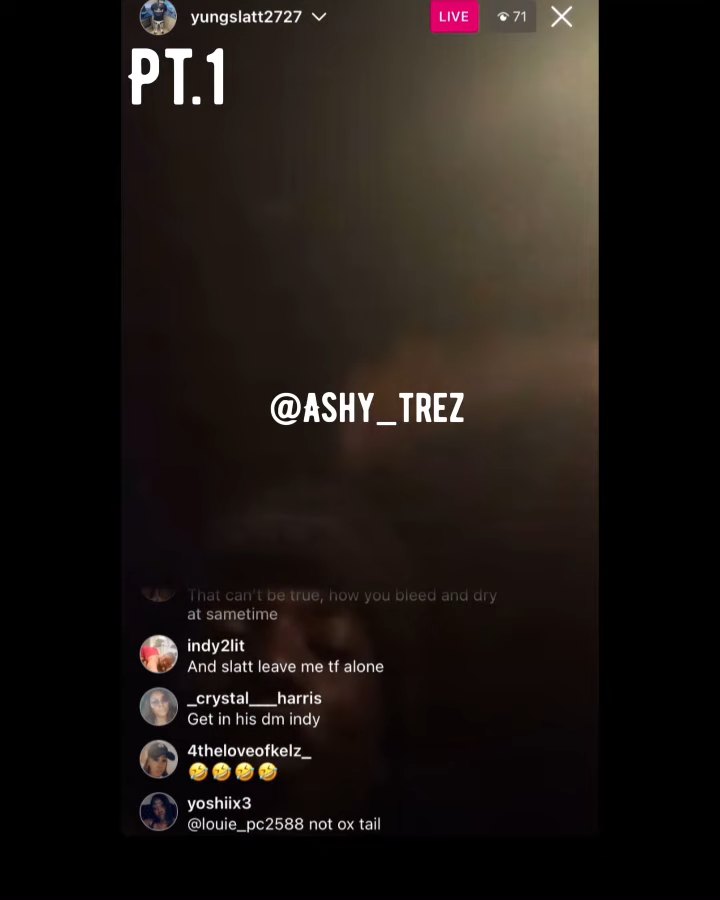 yungslatt2727
LIVE
71
PT.1
@ASHY_TREZ
That can't be true, how you bleed and dry
at sametime
indy2lit
And slatt leave me tf alone
_crystal___harris
Get in his dm indy
4theloveofkelz_
🤣🤣🤣🤣
yoshiix3
@louie_pc2588 not ox tail